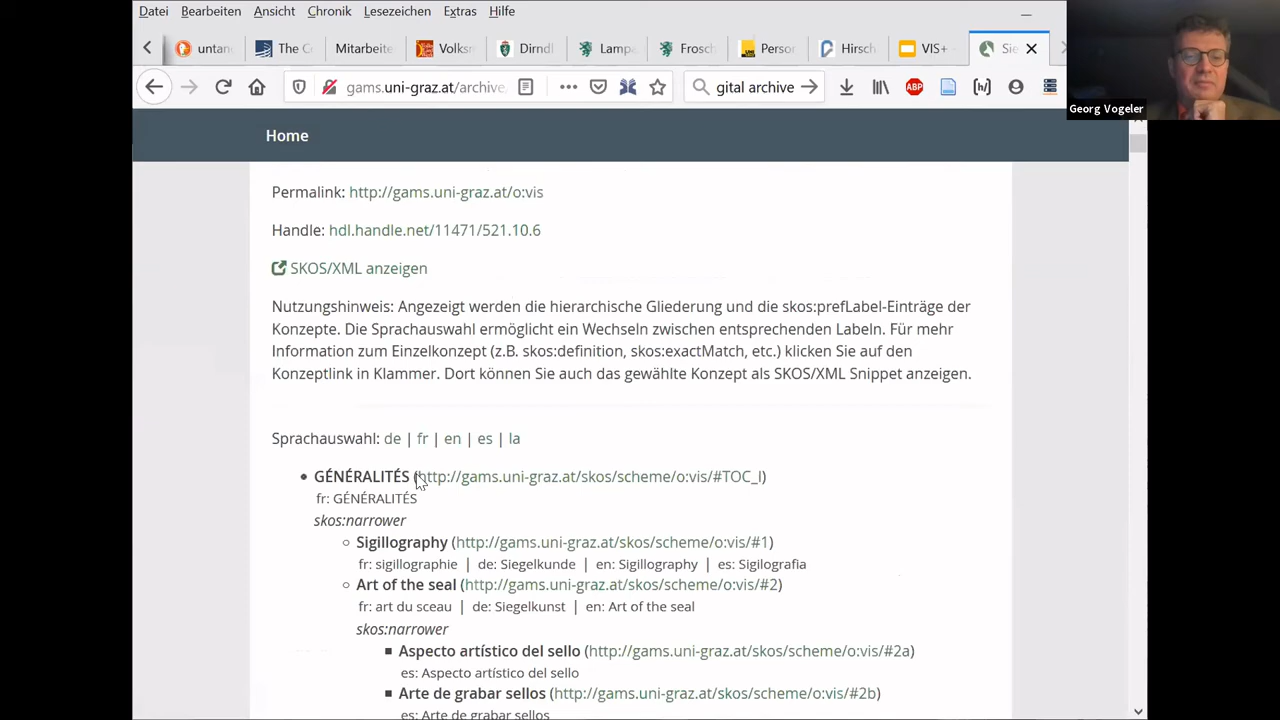 Datei Bearbeiten Ansicht Chronik Lesezeichen Extras Hilfe
untan The C Mitarbeite Volksm Dirndl Lampa Frosch Perso Hirsch VIS+ Sie
gams.uni-graz.at/archive. gital archive ABP
Georg Vogeler
Home
Permalink: http://gams.uni-graz.at/o:vis
Handle: hdl.handle.net/11471/521.10.6
SKOS/XML anzeigen
Nutzungshinweis: Angezeigt werden die hierarchische Gliederung und die skos:prefLabel-Einträge der
Konzepte. Die Sprachauswahl ermöglicht ein Wechseln zwischen entsprechenden Labeln. Für mehr
Information zum Einzelkonzept (z.B. skos:definition, skos:exactMatch, etc.) klicken Sie auf den
Konzeptlink in Klammer. Dort können Sie auch das gewählte Konzept als SKOS/XML Snippet anzeigen.
Sprachauswahl: de | fr | en | es | la
GÉNÉRALITÉS (http://gams.uni-graz.at/skos/scheme/o:vis/#TOC_I)
fr: GÉNÉRALITÉS
skos:narrower
Sigillography (http://gams.uni-graz.at/skos/scheme/o:vis/#1)
fr: sigillographie | de: Siegelkunde | en: Sigillography | es: Sigilografia
Art of the seal (http://gams.uni-graz.at/skos/scheme/o:vis/#2)
fr: art du sceau | de: Siegelkunst | en: Art of the seal
skos:narrower
Aspecto artístico del sello (http://gams.uni-graz.at/skos/scheme/o:vis/#2a)
es: Aspecto artístico del sello
Arte de grabar sellos (http://gams.uni-graz.at/skos/scheme/o:vis/#2b)
es: Arte de grabar sellos